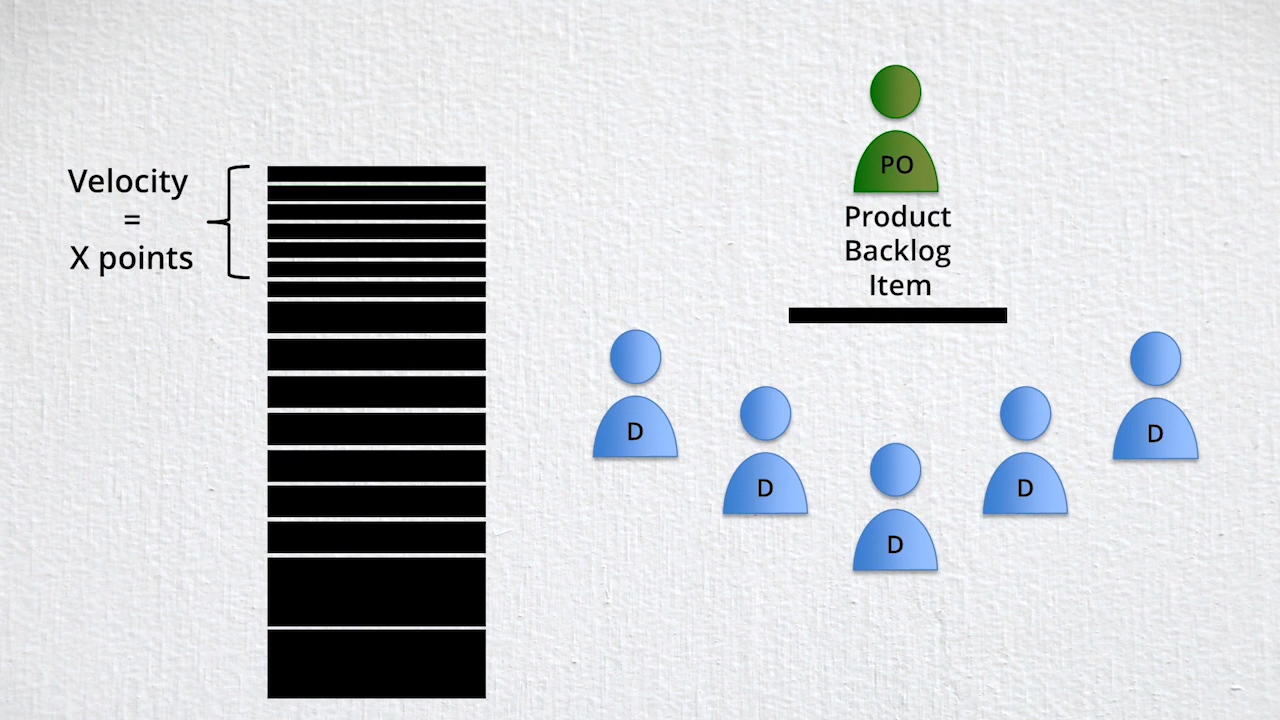 Velocity
=
X points
PO
Product
Backlog
Item
D
D
D
D
D